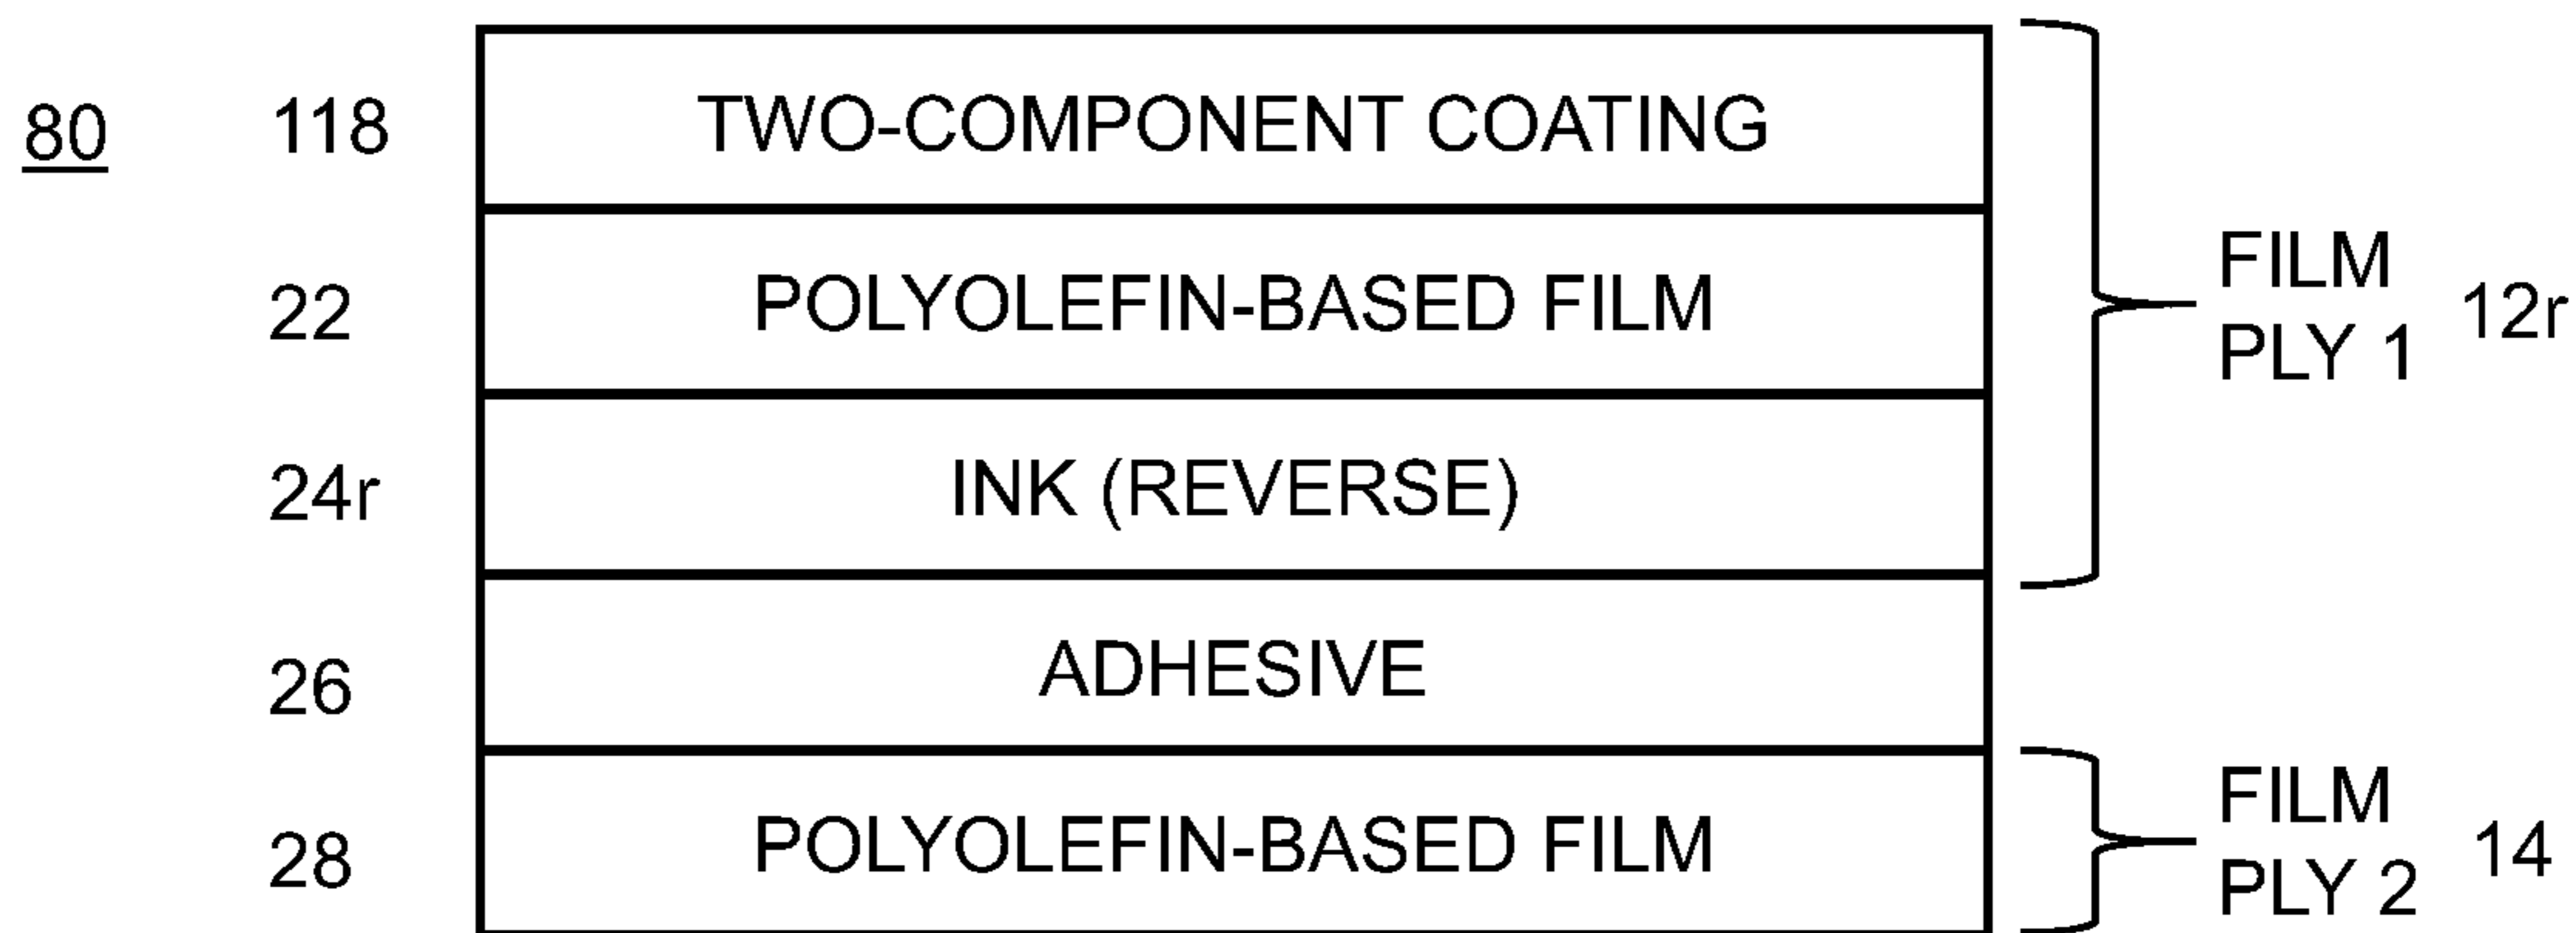 80
118
TWO-COMPONENT COATING
22
POLYOLEFIN-BASED FILM
FILM
PLY 1
12r
24r
INK (REVERSE)
26
ADHESIVE
28
POLYOLEFIN-BASED FILM
FILM
PLY 2
14